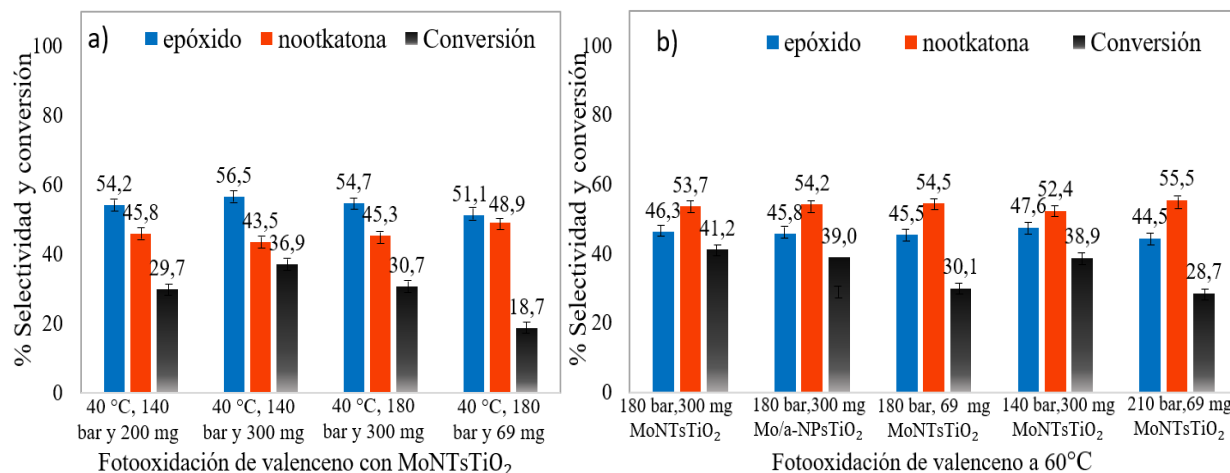 a)
epóxido nootkatona Conversión
% Selectividad y conversión
100
80
60
40
20
0
54,2 45,8 29,7
56,5 43,5 36,9
54,7 45,3 30,7
51,1 48,9 18,7
40 °C, 140 bar y 200 mg
40 °C, 140 bar y 300 mg
40 °C, 180 bar y 300 mg
40 °C, 180 bar y 69 mg
Fotooxidación de valenceno con MoNTsTiO₂
b)
epóxido nootkatona Conversión
% Selectividad y conversión
100
80
60
40
20
0
46,3 53,7 41,2
45,8 54,2 39,0
45,5 54,5 30,1
47,6 52,4 38,9
44,5 55,5 28,7
180 bar,300 mg MoNTsTiO₂
180 bar,300 Mo/a-NPsTiO₂
180 bar, 69 mg MoNTsTiO₂
140 bar,300 mg MoNTsTiO₂
210 bar,69 mg MoNTsTiO₂
Fotooxidación de valenceno a 60°C